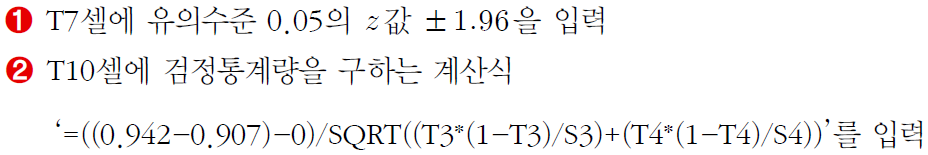 ❶ T7셀에 유의수준 0.05의 z값 ±1.96을 입력
❷ T10셀에 검정통계량을 구하는 계산식
‘=((0.942−0.907)−0)/SQRT((T3*(1−T3)/S3)+(T4*(1−T4)/S4))’를 입력